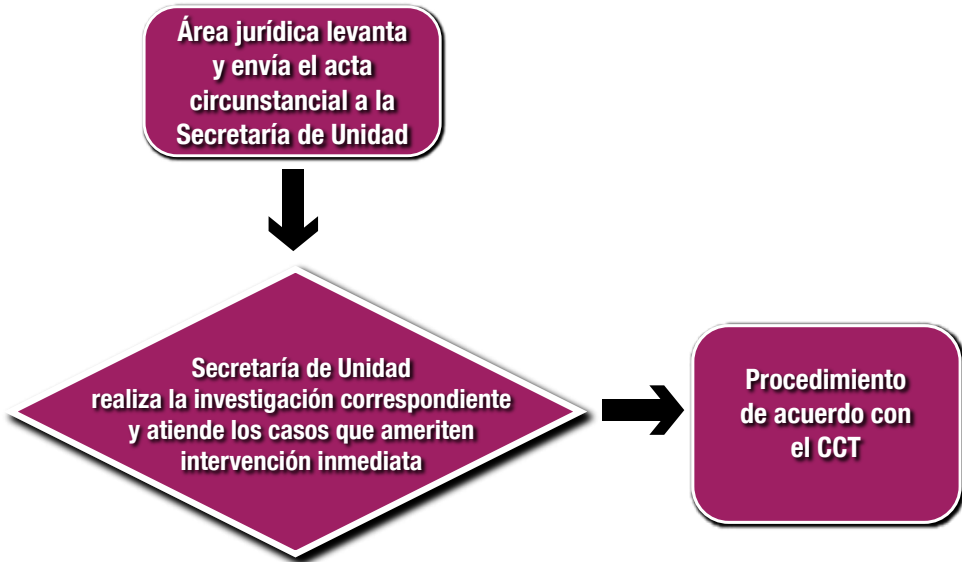 Área jurídica levanta
y envía el acta
circunstancial a la
Secretaría de Unidad
Secretaría de Unidad
realiza la investigación correspondiente
y atiende los casos que ameriten
intervención inmediata
Procedimiento
de acuerdo con
el CCT